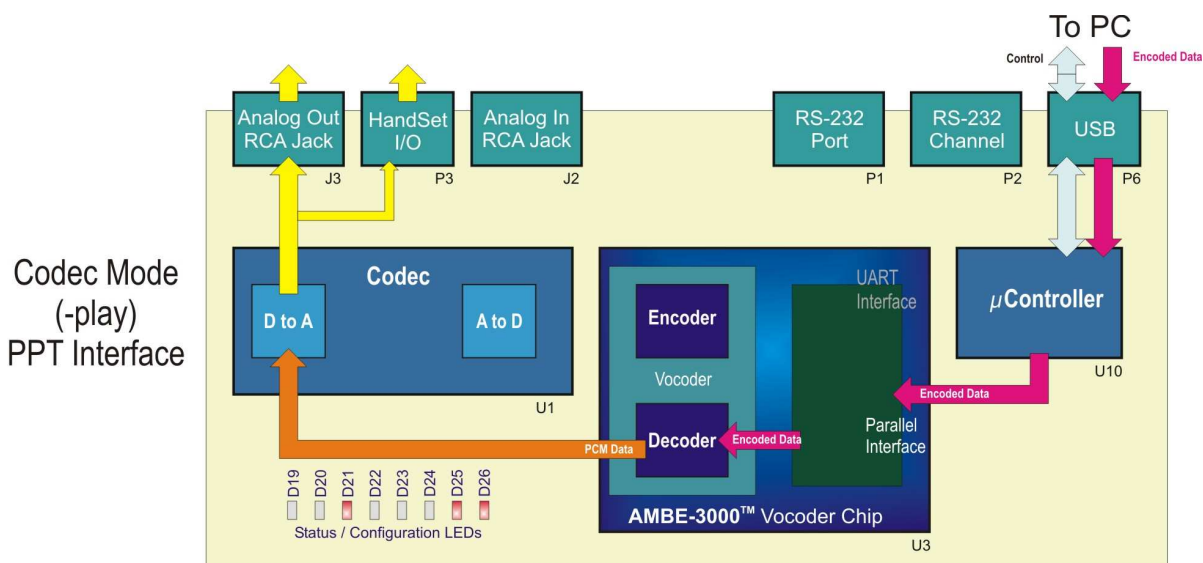 To PC
Control
Encoded Data
Analog Out
RCA Jack
J3
HandSet
I/O
P3
Analog In
RCA Jack
J2
RS-232
Port
P1
RS-232
Channel
P2
USB
P6
Codec Mode
(-play)
PPT Interface
Codec
D to A
A to D
U1
Encoder
Vocoder
Decoder
UART
Interface
Parallel
Interface
Encoded Data
AMBE-3000™ Vocoder Chip
U3
µController
U10
Encoded Data
PCM Data
D19
D20
D21
D22
D23
D24
D25
D26
Status / Configuration LEDs